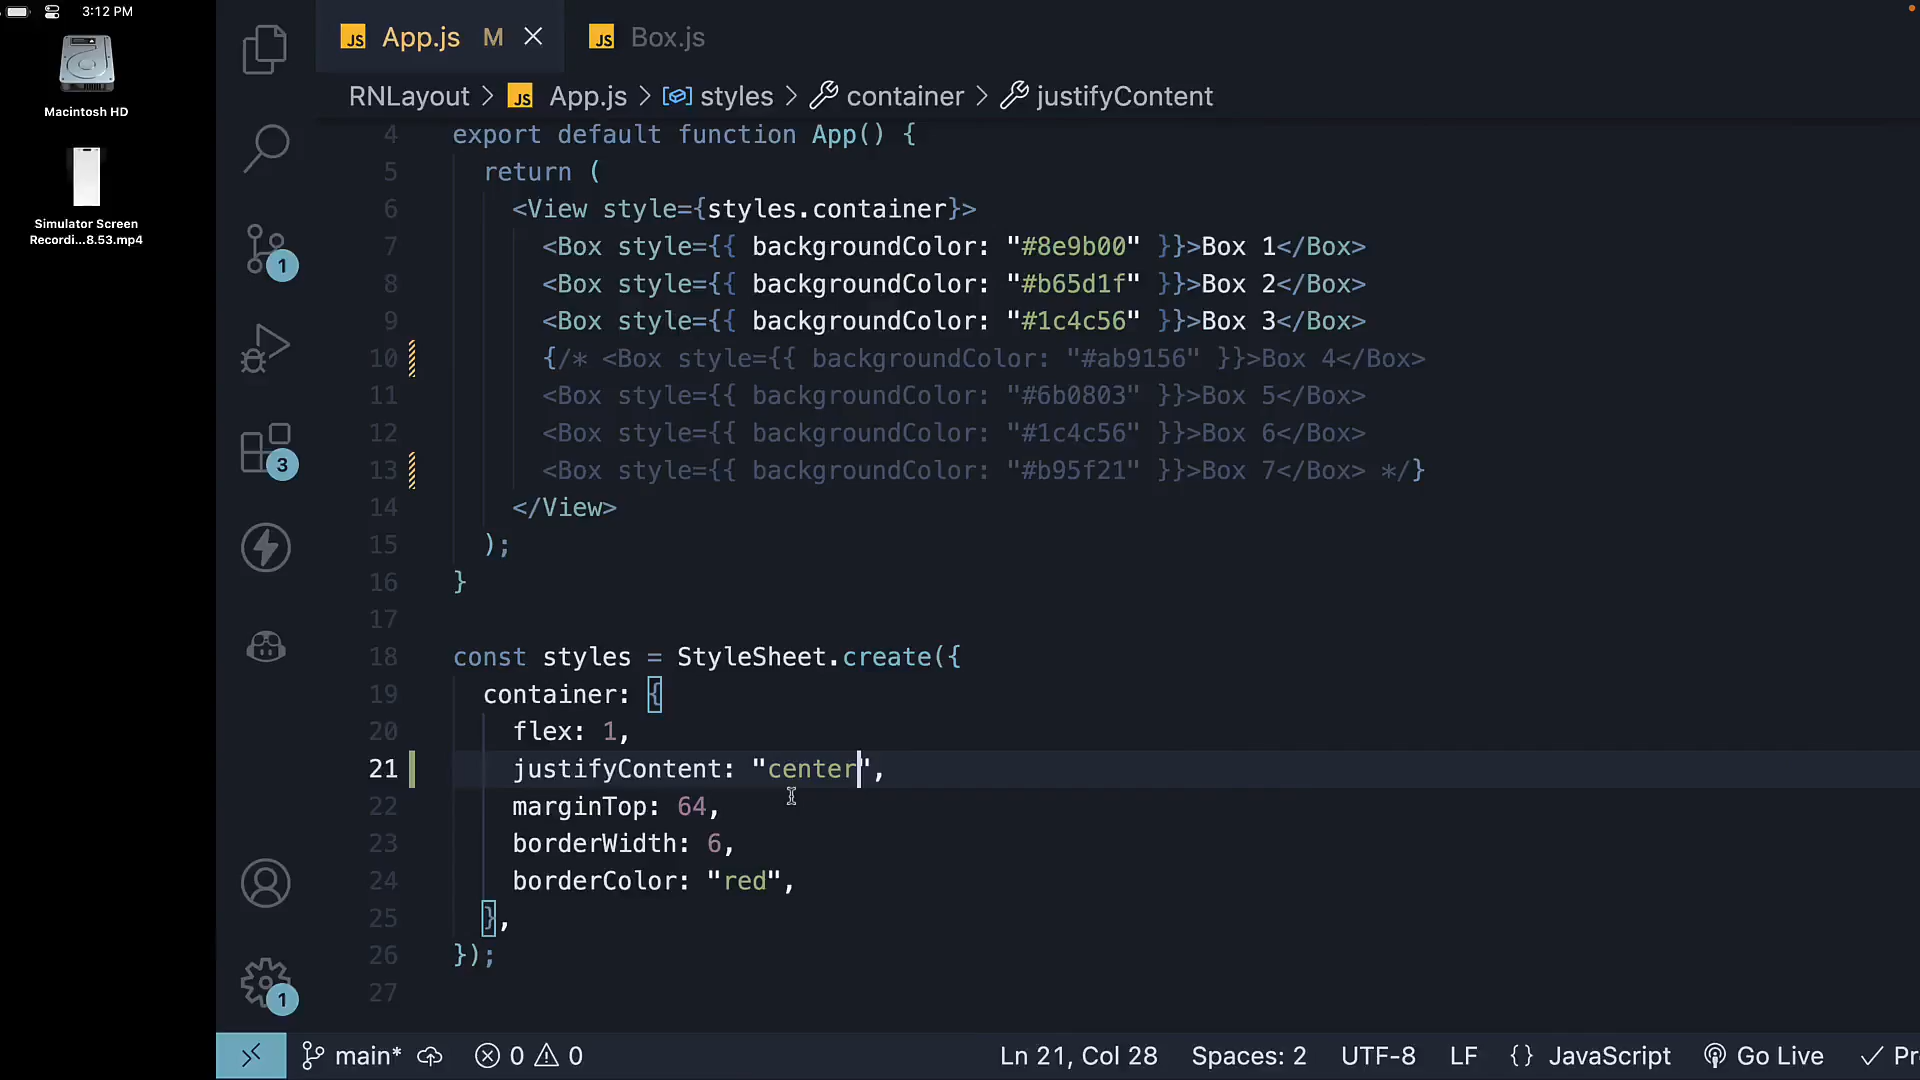 3:12 PM
Macintosh HD
Simulator Screen
Recordi...8.53.mp4
JS App.js M
JS Box.js
RNLayout > JS App.js > styles > container > justifyContent
4 export default function App() {
5 return (
6 <View style={styles.container}>
7 <Box style={{ backgroundColor: "#8e9b00" }}>Box 1</Box>
8 <Box style={{ backgroundColor: "#b65d1f" }}>Box 2</Box>
9 <Box style={{ backgroundColor: "#1c4c56" }}>Box 3</Box>
10 {/* <Box style={{ backgroundColor: "#ab9156" }}>Box 4</Box>
11 <Box style={{ backgroundColor: "#6b0803" }}>Box 5</Box>
12 <Box style={{ backgroundColor: "#1c4c56" }}>Box 6</Box>
13 <Box style={{ backgroundColor: "#b95f21" }}>Box 7</Box> */}
14 </View>
15 );
16 }
17
18 const styles = StyleSheet.create({
19 container: {
20 flex: 1,
21 justifyContent: "center",
22 marginTop: 64,
23 borderWidth: 6,
24 borderColor: "red",
25 },
26 });
27
1
3
1
main* 0 0 Ln 21, Col 28 Spaces: 2 UTF-8 LF {} JavaScript Go Live Pr